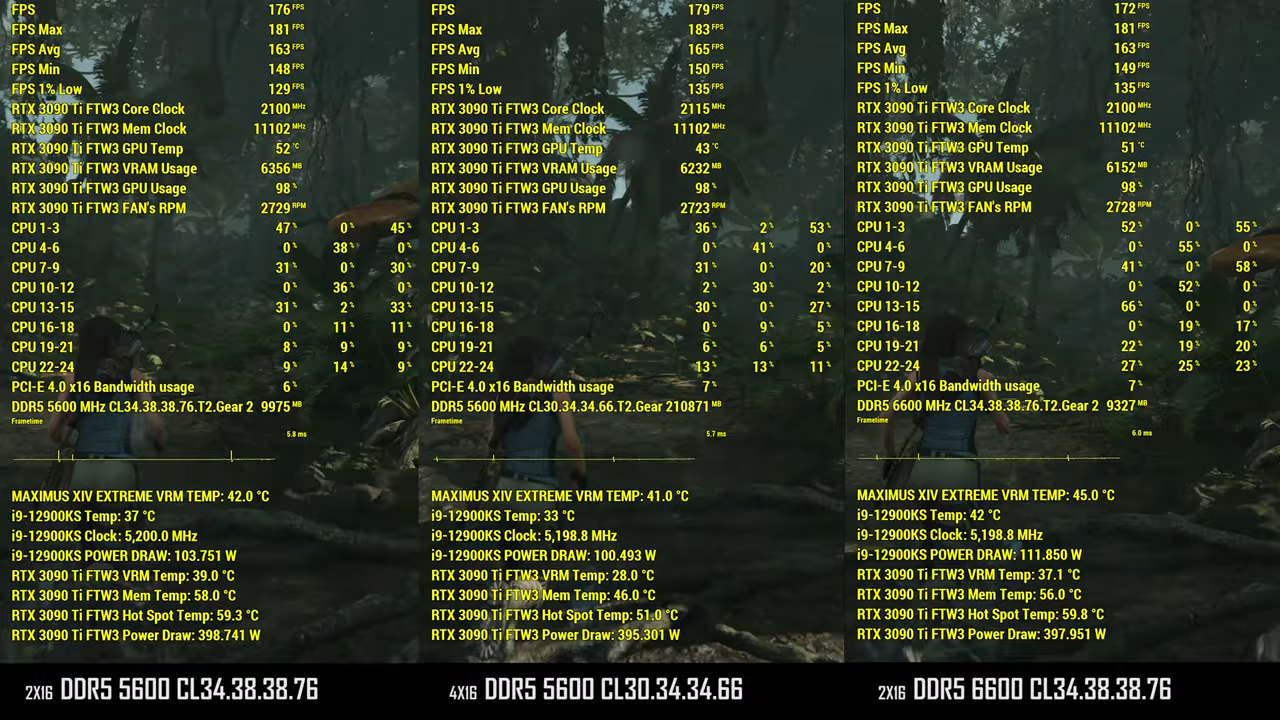 FPS 176 FPS
FPS Max 181 FPS
FPS Avg 163 FPS
FPS Min 148 FPS
FPS 1% Low 129 FPS
RTX 3090 Ti FTW3 Core Clock 2100 MHz
RTX 3090 Ti FTW3 Mem Clock 11102 MHz
RTX 3090 Ti FTW3 GPU Temp 52 °C
RTX 3090 Ti FTW3 VRAM Usage 6356 MB
RTX 3090 Ti FTW3 GPU Usage 98 %
RTX 3090 Ti FTW3 FAN's RPM 2729 RPM
CPU 1-3 47 % 0 % 45 %
CPU 4-6 0 % 38 % 0 %
CPU 7-9 31 % 0 % 30 %
CPU 10-12 0 % 36 % 0 %
CPU 13-15 31 % 2 % 33 %
CPU 16-18 0 % 11 % 11 %
CPU 19-21 8 % 9 % 9 %
CPU 22-24 9 % 14 % 9 %
PCI-E 4.0 x16 Bandwidth usage 6 %
DDR5 5600 MHz CL34.38.38.76.T2.Gear 2 9975 MB
Frametime
5.8 ms
MAXIMUS XIV EXTREME VRM TEMP: 42.0 °C
i9-12900KS Temp: 37 °C
i9-12900KS Clock: 5,200.0 MHz
i9-12900KS POWER DRAW: 103.751 W
RTX 3090 Ti FTW3 VRM Temp: 39.0 °C
RTX 3090 Ti FTW3 Mem Temp: 58.0 °C
RTX 3090 Ti FTW3 Hot Spot Temp: 59.3 °C
RTX 3090 Ti FTW3 Power Draw: 398.741 W
2X16 DDR5 5600 CL34.38.38.76
FPS 179 FPS
FPS Max 183 FPS
FPS Avg 165 FPS
FPS Min 150 FPS
FPS 1% Low 135 FPS
RTX 3090 Ti FTW3 Core Clock 2115 MHz
RTX 3090 Ti FTW3 Mem Clock 11102 MHz
RTX 3090 Ti FTW3 GPU Temp 43 °C
RTX 3090 Ti FTW3 VRAM Usage 6232 MB
RTX 3090 Ti FTW3 GPU Usage 98 %
RTX 3090 Ti FTW3 FAN's RPM 2723 RPM
CPU 1-3 36 % 2 % 53 %
CPU 4-6 0 % 41 % 0 %
CPU 7-9 31 % 0 % 20 %
CPU 10-12 2 % 30 % 2 %
CPU 13-15 30 % 0 % 27 %
CPU 16-18 0 % 9 % 5 %
CPU 19-21 6 % 6 % 5 %
CPU 22-24 13 % 13 % 11 %
PCI-E 4.0 x16 Bandwidth usage 7 %
DDR5 5600 MHz CL30.34.34.66.T2.Gear 210871 MB
Frametime
5.7 ms
MAXIMUS XIV EXTREME VRM TEMP: 41.0 °C
i9-12900KS Temp: 33 °C
i9-12900KS Clock: 5,198.8 MHz
i9-12900KS POWER DRAW: 100.493 W
RTX 3090 Ti FTW3 VRM Temp: 28.0 °C
RTX 3090 Ti FTW3 Mem Temp: 46.0 °C
RTX 3090 Ti FTW3 Hot Spot Temp: 51.0 °C
RTX 3090 Ti FTW3 Power Draw: 395.301 W
4X16 DDR5 5600 CL30.34.34.66
FPS 172 FPS
FPS Max 181 FPS
FPS Avg 163 FPS
FPS Min 149 FPS
FPS 1% Low 135 FPS
RTX 3090 Ti FTW3 Core Clock 2100 MHz
RTX 3090 Ti FTW3 Mem Clock 11102 MHz
RTX 3090 Ti FTW3 GPU Temp 51 °C
RTX 3090 Ti FTW3 VRAM Usage 6152 MB
RTX 3090 Ti FTW3 GPU Usage 98 %
RTX 3090 Ti FTW3 FAN's RPM 2728 RPM
CPU 1-3 52 % 0 % 55 %
CPU 4-6 0 % 55 % 0 %
CPU 7-9 41 % 0 % 58 %
CPU 10-12 0 % 52 % 0 %
CPU 13-15 66 % 0 % 0 %
CPU 16-18 0 % 19 % 17 %
CPU 19-21 22 % 19 % 20 %
CPU 22-24 27 % 25 % 23 %
PCI-E 4.0 x16 Bandwidth usage 7 %
DDR5 6600 MHz CL34.38.38.76.T2.Gear 2 9327 MB
Frametime
6.0 ms
MAXIMUS XIV EXTREME VRM TEMP: 45.0 °C
i9-12900KS Temp: 42 °C
i9-12900KS Clock: 5,198.8 MHz
i9-12900KS POWER DRAW: 111.850 W
RTX 3090 Ti FTW3 VRM Temp: 37.1 °C
RTX 3090 Ti FTW3 Mem Temp: 56.0 °C
RTX 3090 Ti FTW3 Hot Spot Temp: 59.8 °C
RTX 3090 Ti FTW3 Power Draw: 397.951 W
2X16 DDR5 6600 CL34.38.38.76